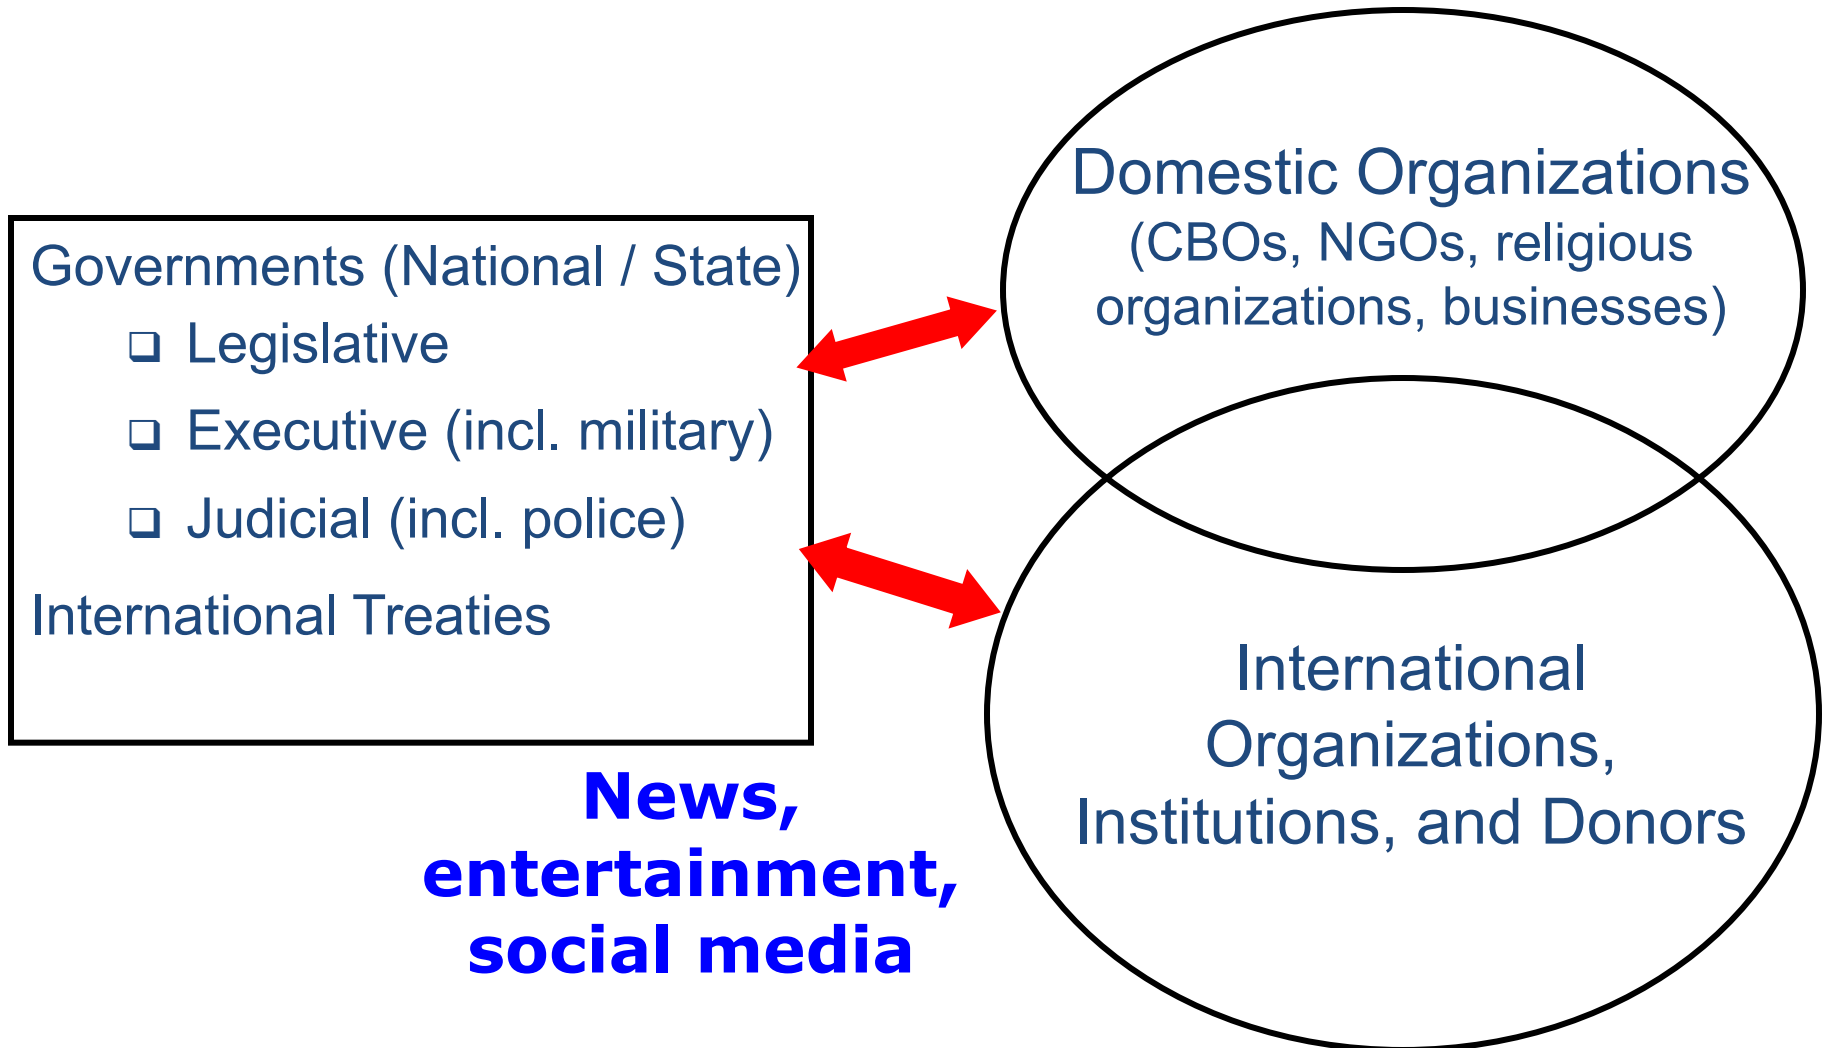 Governments (National / State)
❑ Legislative
❑ Executive (incl. military)
❑ Judicial (incl. police)
International Treaties
Domestic Organizations
(CBOs, NGOs, religious
organizations, businesses)
International
Organizations,
Institutions, and Donors
News,
entertainment,
social media